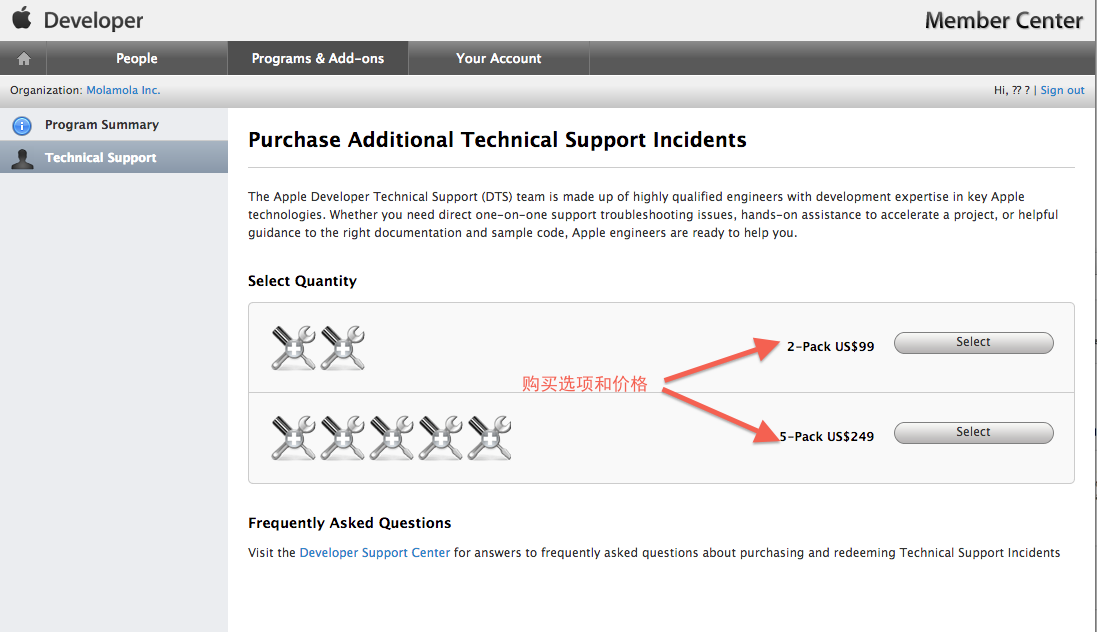 Developer
Member Center
People
Programs & Add-ons
Your Account
Organization: Molamola Inc.
Hi, ?? ? | Sign out
Program Summary
Technical Support
Purchase Additional Technical Support Incidents
The Apple Developer Technical Support (DTS) team is made up of highly qualified engineers with development expertise in key Apple
technologies. Whether you need direct one-on-one support troubleshooting issues, hands-on assistance to accelerate a project, or helpful
guidance to the right documentation and sample code, Apple engineers are ready to help you.
Select Quantity
2-Pack US$99
Select
购买选项和价格
5-Pack US$249
Select
Frequently Asked Questions
Visit the Developer Support Center for answers to frequently asked questions about purchasing and redeeming Technical Support Incidents